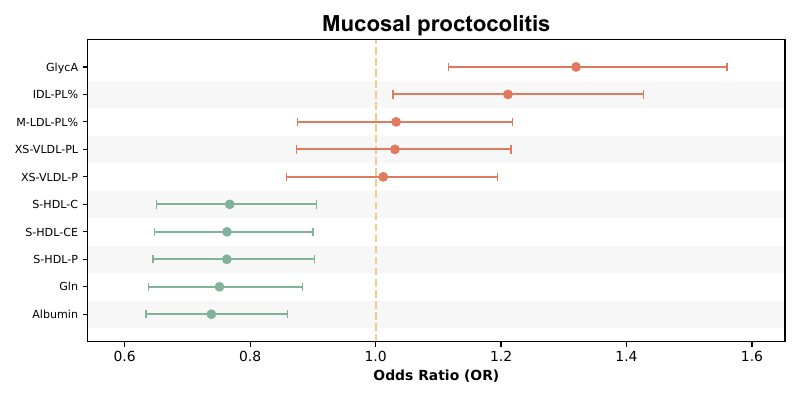 Mucosal proctocolitis
GlycA
IDL-PL%
M-LDL-PL%
XS-VLDL-PL
XS-VLDL-P
S-HDL-C
S-HDL-CE
S-HDL-P
Gln
Albumin
0.6 0.8 1.0 1.2 1.4 1.6
Odds Ratio (OR)